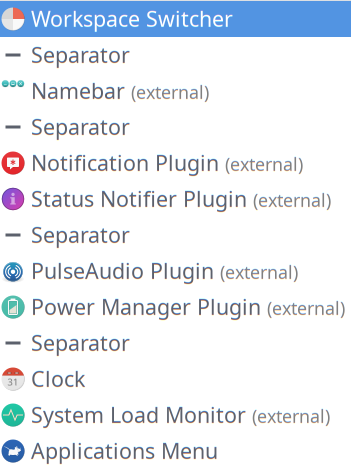 Workspace Switcher
Separator
Namebar (external)
Separator
Notification Plugin (external)
Status Notifier Plugin (external)
Separator
PulseAudio Plugin (external)
Power Manager Plugin (external)
Separator
31 Clock
System Load Monitor (external)
Applications Menu